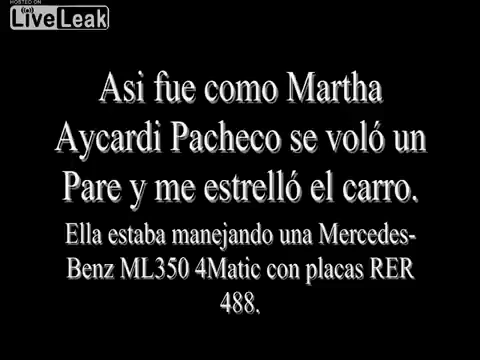 HOSTED ON
LiveLeak
Asi fue como Martha
Aycardi Pacheco se voló un
Pare y me estrelló el carro.
Ella estaba manejando una Mercedes-
Benz ML350 4Matic con placas RER
488.